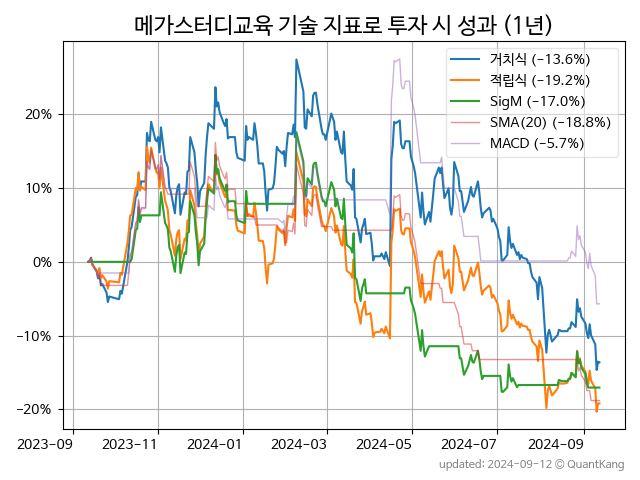 메가스터디교육 기술 지표로 투자 시 성과 (1년)
거치식 (−13.6%)
적립식 (−19.2%)
SigM (−17.0%)
SMA(20) (−18.8%)
MACD (−5.7%)
20%
10%
0%
−10%
−20%
2023-09 2023-11 2024-01 2024-03 2024-05 2024-07 2024-09
updated: 2024-09-12 © QuantKang